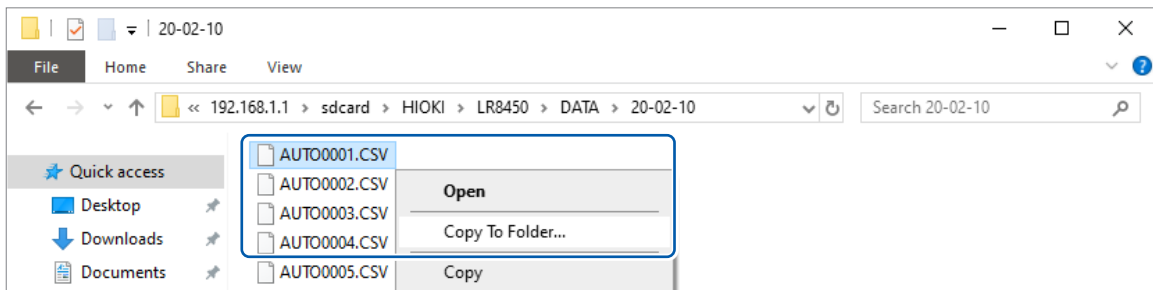 20-02-10
File Home Share View
« 192.168.1.1 > sdcard > HIOKI > LR8450 > DATA > 20-02-10 Search 20-02-10
Quick access
Desktop
Downloads
Documents
AUTO0001.CSV
AUTO0002.CSV
AUTO0003.CSV
AUTO0004.CSV
AUTO0005.CSV
Open
Copy To Folder...
Copy